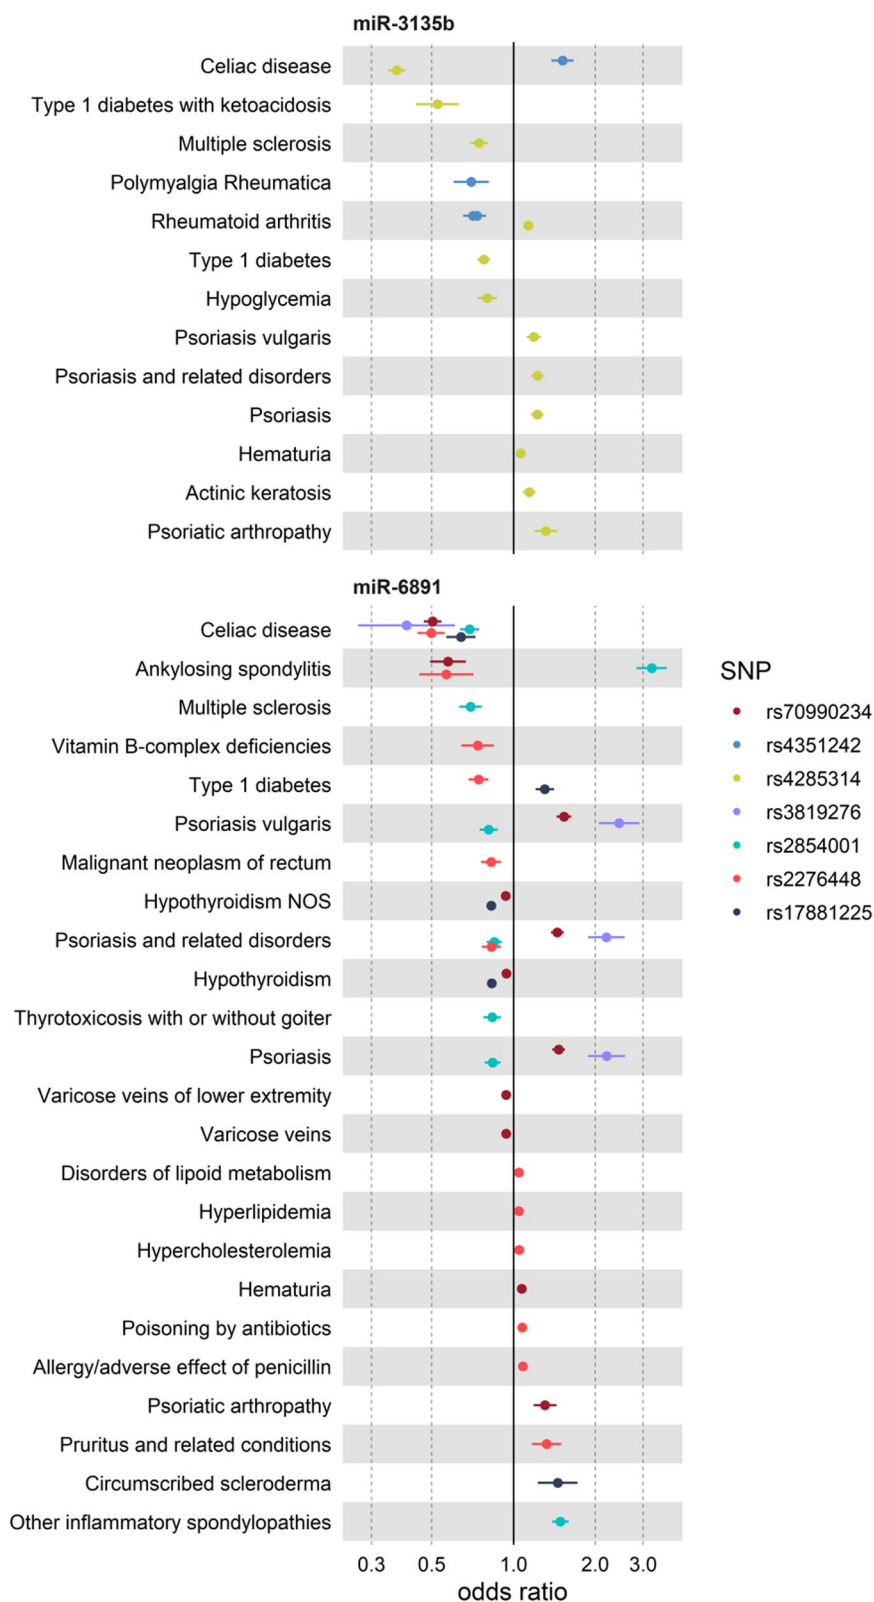 miR-3135b
Celiac disease
Type 1 diabetes with ketoacidosis
Multiple sclerosis
Polymyalgia Rheumatica
Rheumatoid arthritis
Type 1 diabetes
Hypoglycemia
Psoriasis vulgaris
Psoriasis and related disorders
Psoriasis
Hematuria
Actinic keratosis
Psoriatic arthropathy
miR-6891
Celiac disease
Ankylosing spondylitis
Multiple sclerosis
Vitamin B-complex deficiencies
Type 1 diabetes
Psoriasis vulgaris
Malignant neoplasm of rectum
Hypothyroidism NOS
Psoriasis and related disorders
Hypothyroidism
Thyrotoxicosis with or without goiter
Psoriasis
Varicose veins of lower extremity
Varicose veins
Disorders of lipoid metabolism
Hyperlipidemia
Hypercholesterolemia
Hematuria
Poisoning by antibiotics
Allergy/adverse effect of penicillin
Psoriatic arthropathy
Pruritus and related conditions
Circumscribed scleroderma
Other inflammatory spondylopathies
0.3 0.5 1.0 2.0 3.0
odds ratio
SNP
rs70990234
rs4351242
rs4285314
rs3819276
rs2854001
rs2276448
rs17881225